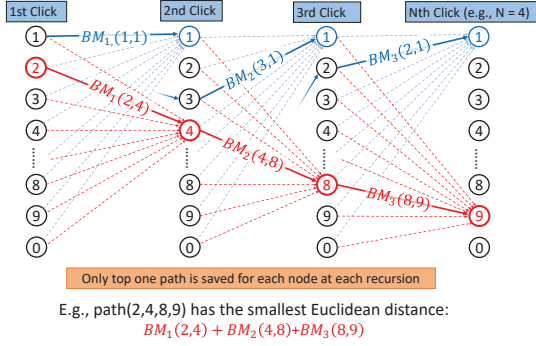 1st Click 2nd Click 3rd Click Nth Click (e.g., N = 4)
1 BM₁,(1,1) 1 1 1
2 2 BM₂(3,1) 2 BM₃(2,1) 2
3 BM₁(2,4) 3 3 3
4 4 BM₂(4,8) 4 4
8 8 8 BM₃(8,9) 8
9 9 9 9
0 0 0 0
Only top one path is saved for each node at each recursion
E.g., path(2,4,8,9) has the smallest Euclidean distance:
BM₁(2,4) + BM₂(4,8)+BM₃(8,9)